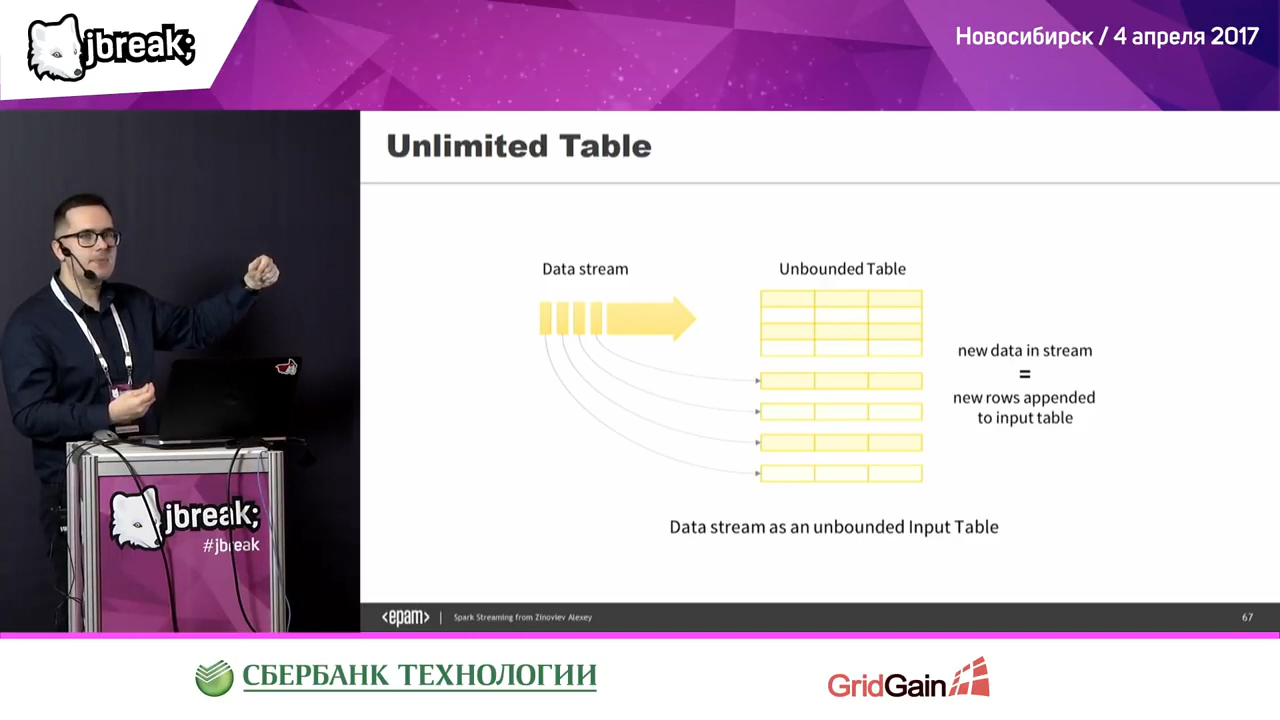 jbreak;
Новосибирск / 4 апреля 2017
Unlimited Table
Data stream
Unbounded Table
new data in stream
=
new rows appended
to input table
Data stream as an unbounded Input Table
<epam> | Spark Streaming from Zinoviev Alexey
67
jbreak;
#jbreak
СБЕРБАНК ТЕХНОЛОГИИ
GridGain